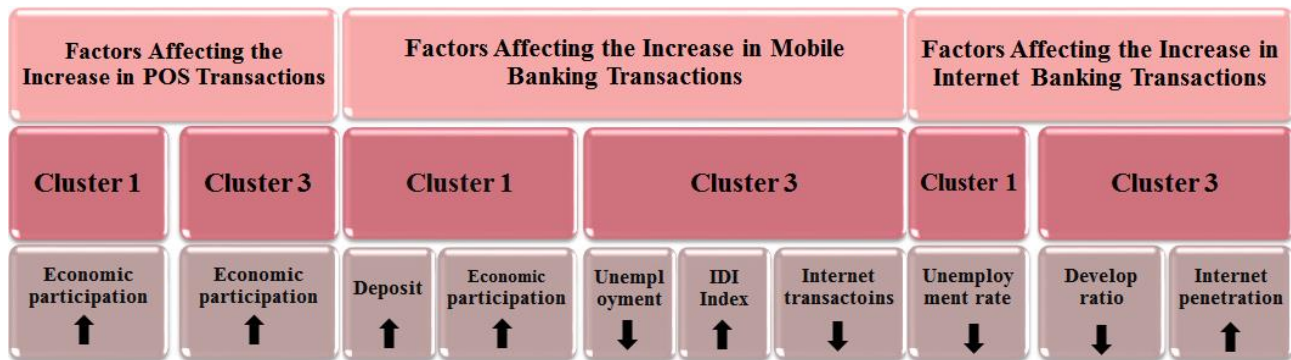 Factors Affecting the
Increase in POS Transactions
Factors Affecting the Increase in Mobile
Banking Transactions
Factors Affecting the Increase in
Internet Banking Transactions
Cluster 1
Cluster 3
Cluster 1
Cluster 3
Cluster 1
Cluster 3
Economic
participation
Economic
participation
Deposit
Economic
participation
Unempl
oyment
IDI
Index
Internet
transactoins
Unemploy
ment rate
Develop
ratio
Internet
penetration